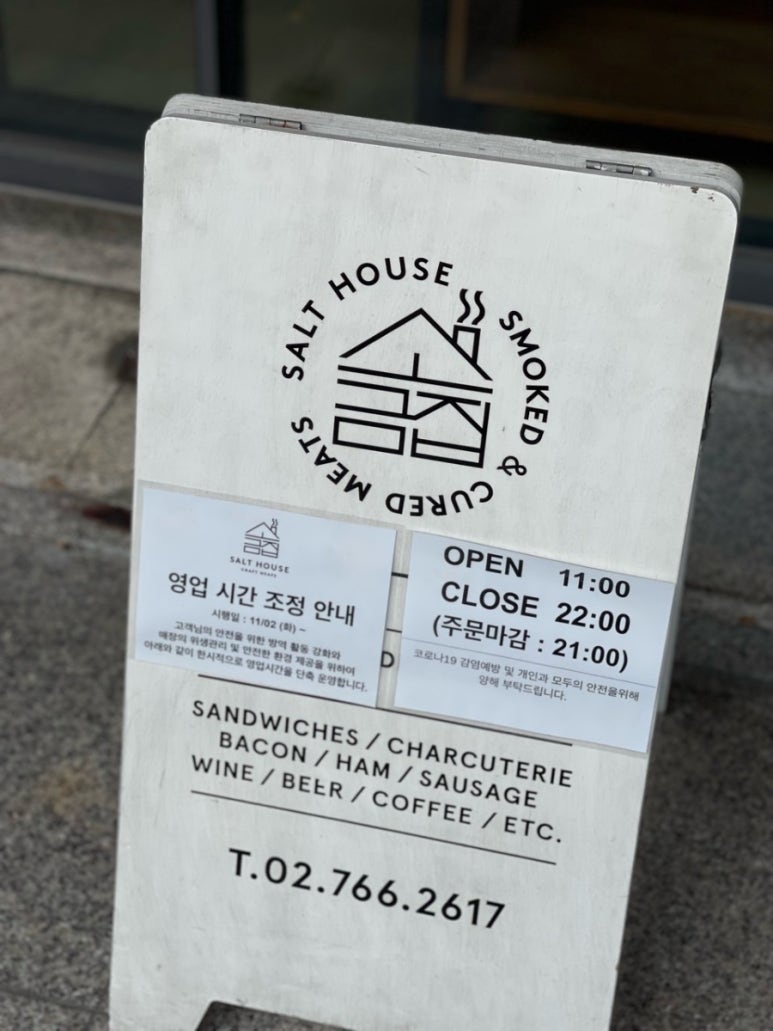 SALT HOUSE SMOKED & CURED MEATS
소금집
SALT HOUSE
CRAFT MEATS
영업 시간 조정 안내
시행일 : 11/02 (화) ~
고객님의 안전을 위한 방역 활동 강화와
매장의 위생관리 및 안전한 환경 제공을 위하여
아래와 같이 한시적으로 영업시간을 단축 운영합니다.
OPEN 11:00
CLOSE 22:00
(주문마감 : 21:00)
코로나19 감염예방 및 개인과 모두의 안전을위해
양해 부탁드립니다.
D
SANDWICHES / CHARCUTERIE
BACON / HAM / SAUSAGE
WINE / BEER / COFFEE / ETC.
T.02.766.2617